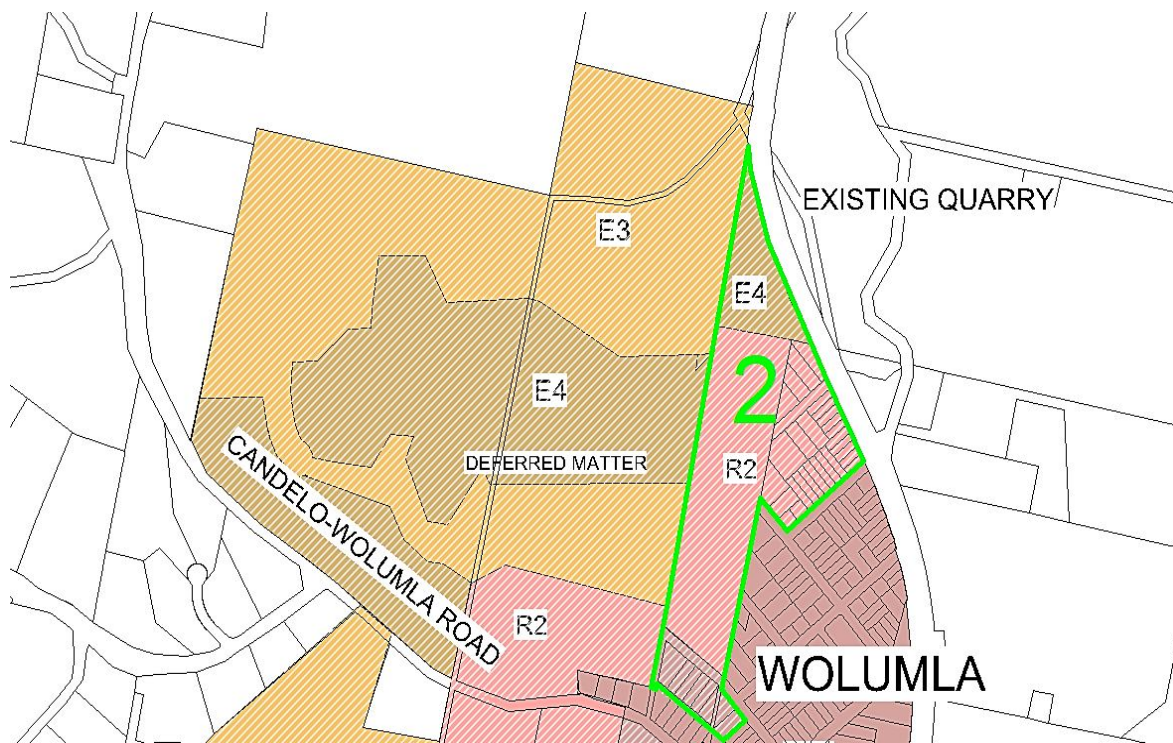 EXISTING QUARRY
E3
E4
2
E4
DEFERRED MATTER
R2
CANDELO-WOLUMLA ROAD
R2
WOLUMLA